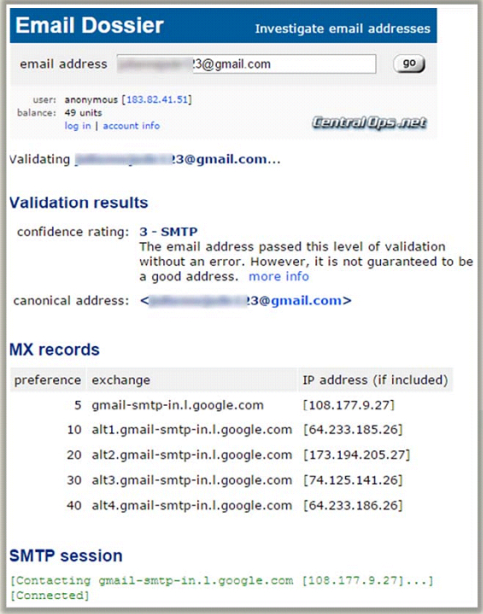 Email Dossier
Investigate email addresses
email address 3@gmail.com go
user: anonymous [183.82.41.51]
balance: 49 units
log in | account info
CentralOps.net
Validating 23@gmail.com...
Validation results
confidence rating: 3 - SMTP
The email address passed this level of validation
without an error. However, it is not guaranteed to be
a good address. more info
canonical address: < 23@gmail.com>
MX records
preference exchange IP address (if included)
5 gmail-smtp-in.l.google.com [108.177.9.27]
10 alt1.gmail-smtp-in.l.google.com [64.233.185.26]
20 alt2.gmail-smtp-in.l.google.com [173.194.205.27]
30 alt3.gmail-smtp-in.l.google.com [74.125.141.26]
40 alt4.gmail-smtp-in.l.google.com [64.233.186.26]
SMTP session
[Contacting gmail-smtp-in.l.google.com [108.177.9.27]...]
[Connected]